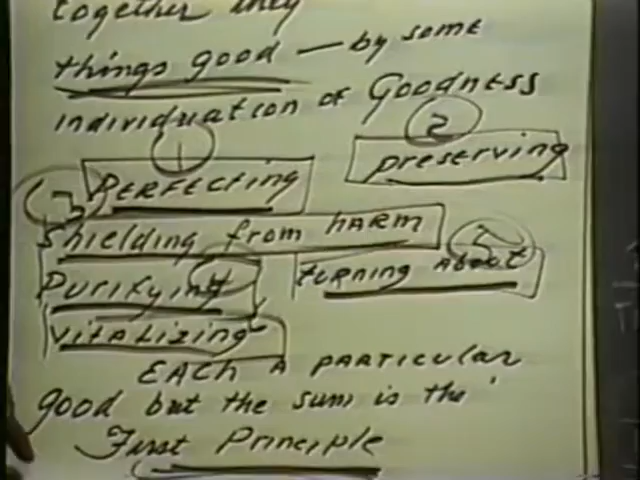 together they
things good — by some
individuation of Goodness
1 2
PERFECTING preserving
3
Shielding from HARM
5
Purifying 4 TURNING ABOUT
VITALIZING
EACH A PARTICULAR
good but the sum is the
First Principle